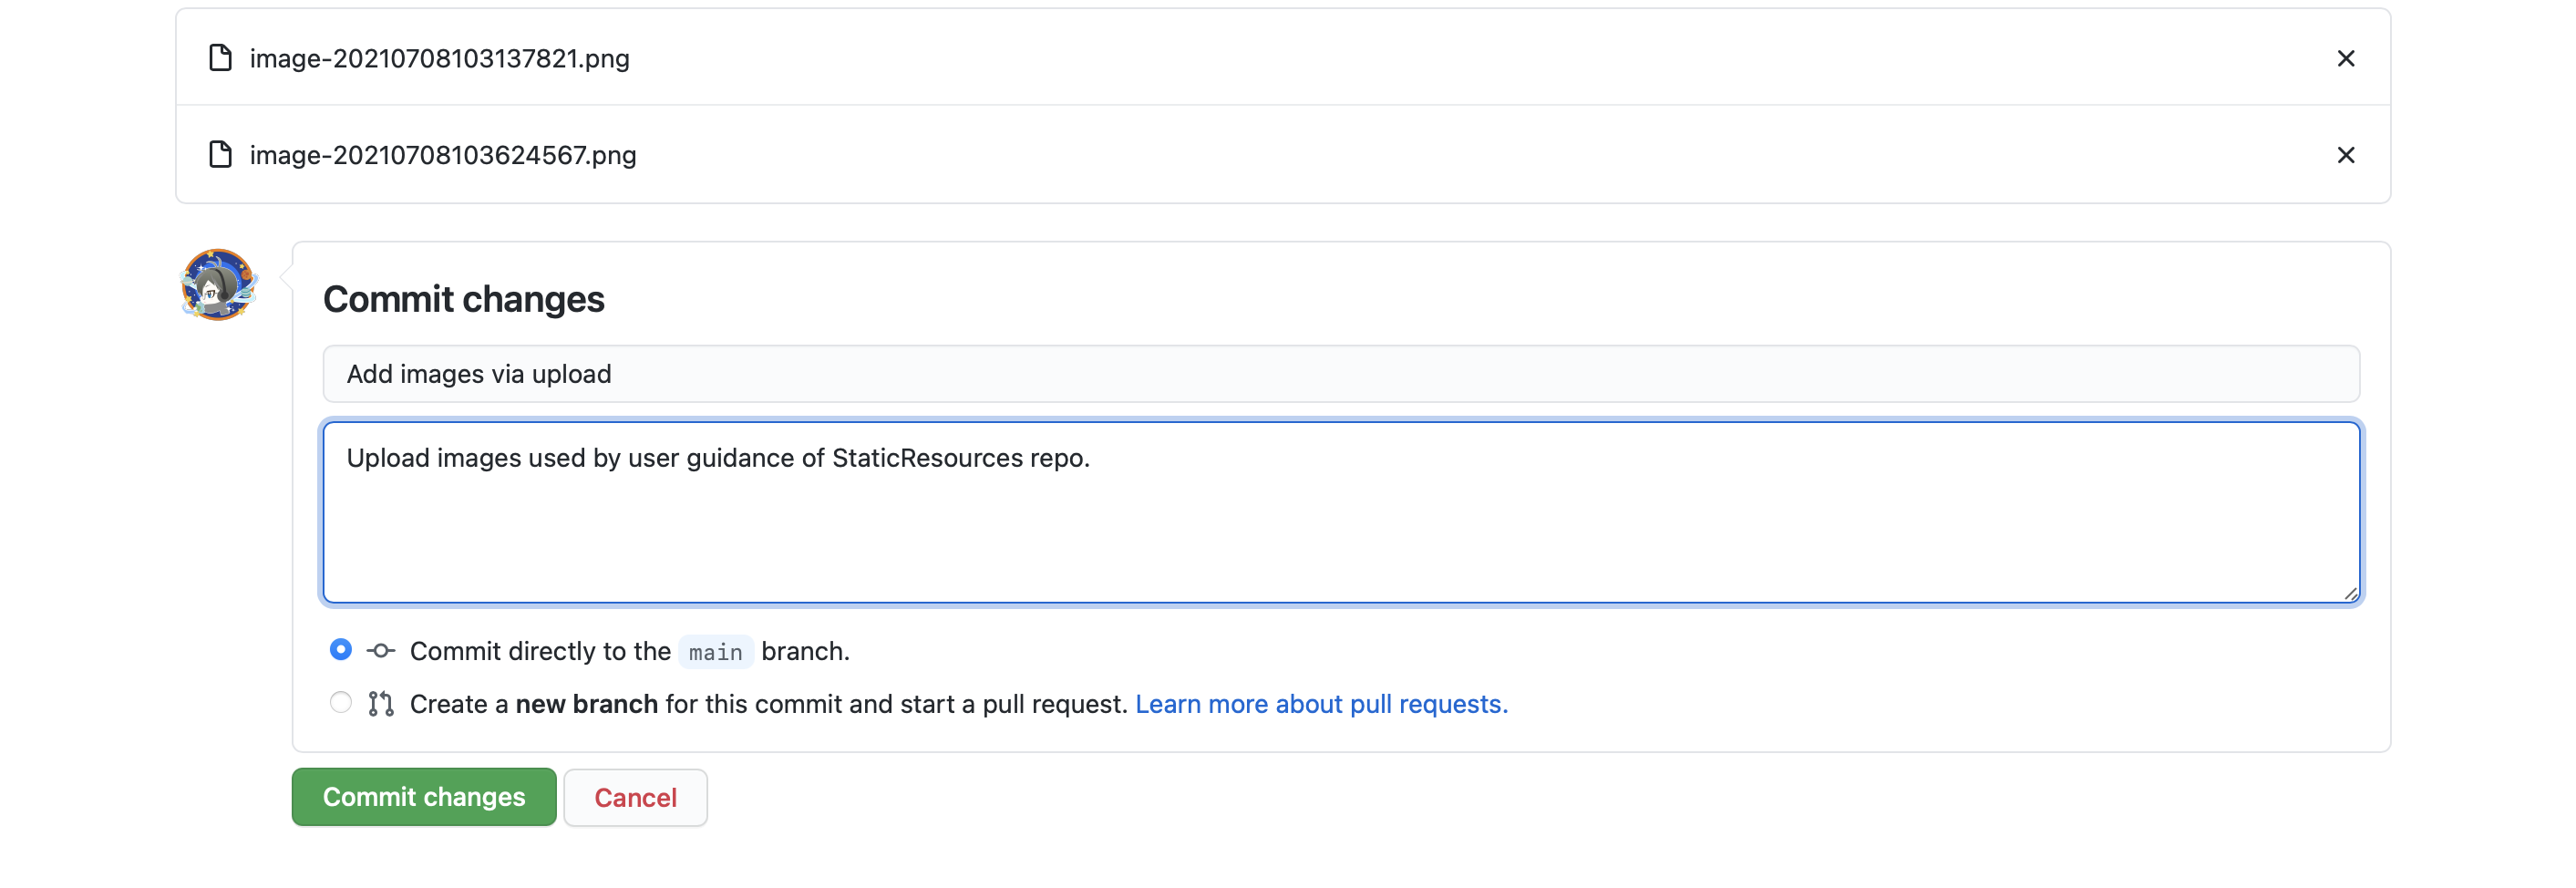 image-20210708103137821.png
image-20210708103624567.png
Commit changes
Add images via upload
Upload images used by user guidance of StaticResources repo.
Commit directly to the main branch.
Create a new branch for this commit and start a pull request. Learn more about pull requests.
Commit changes
Cancel